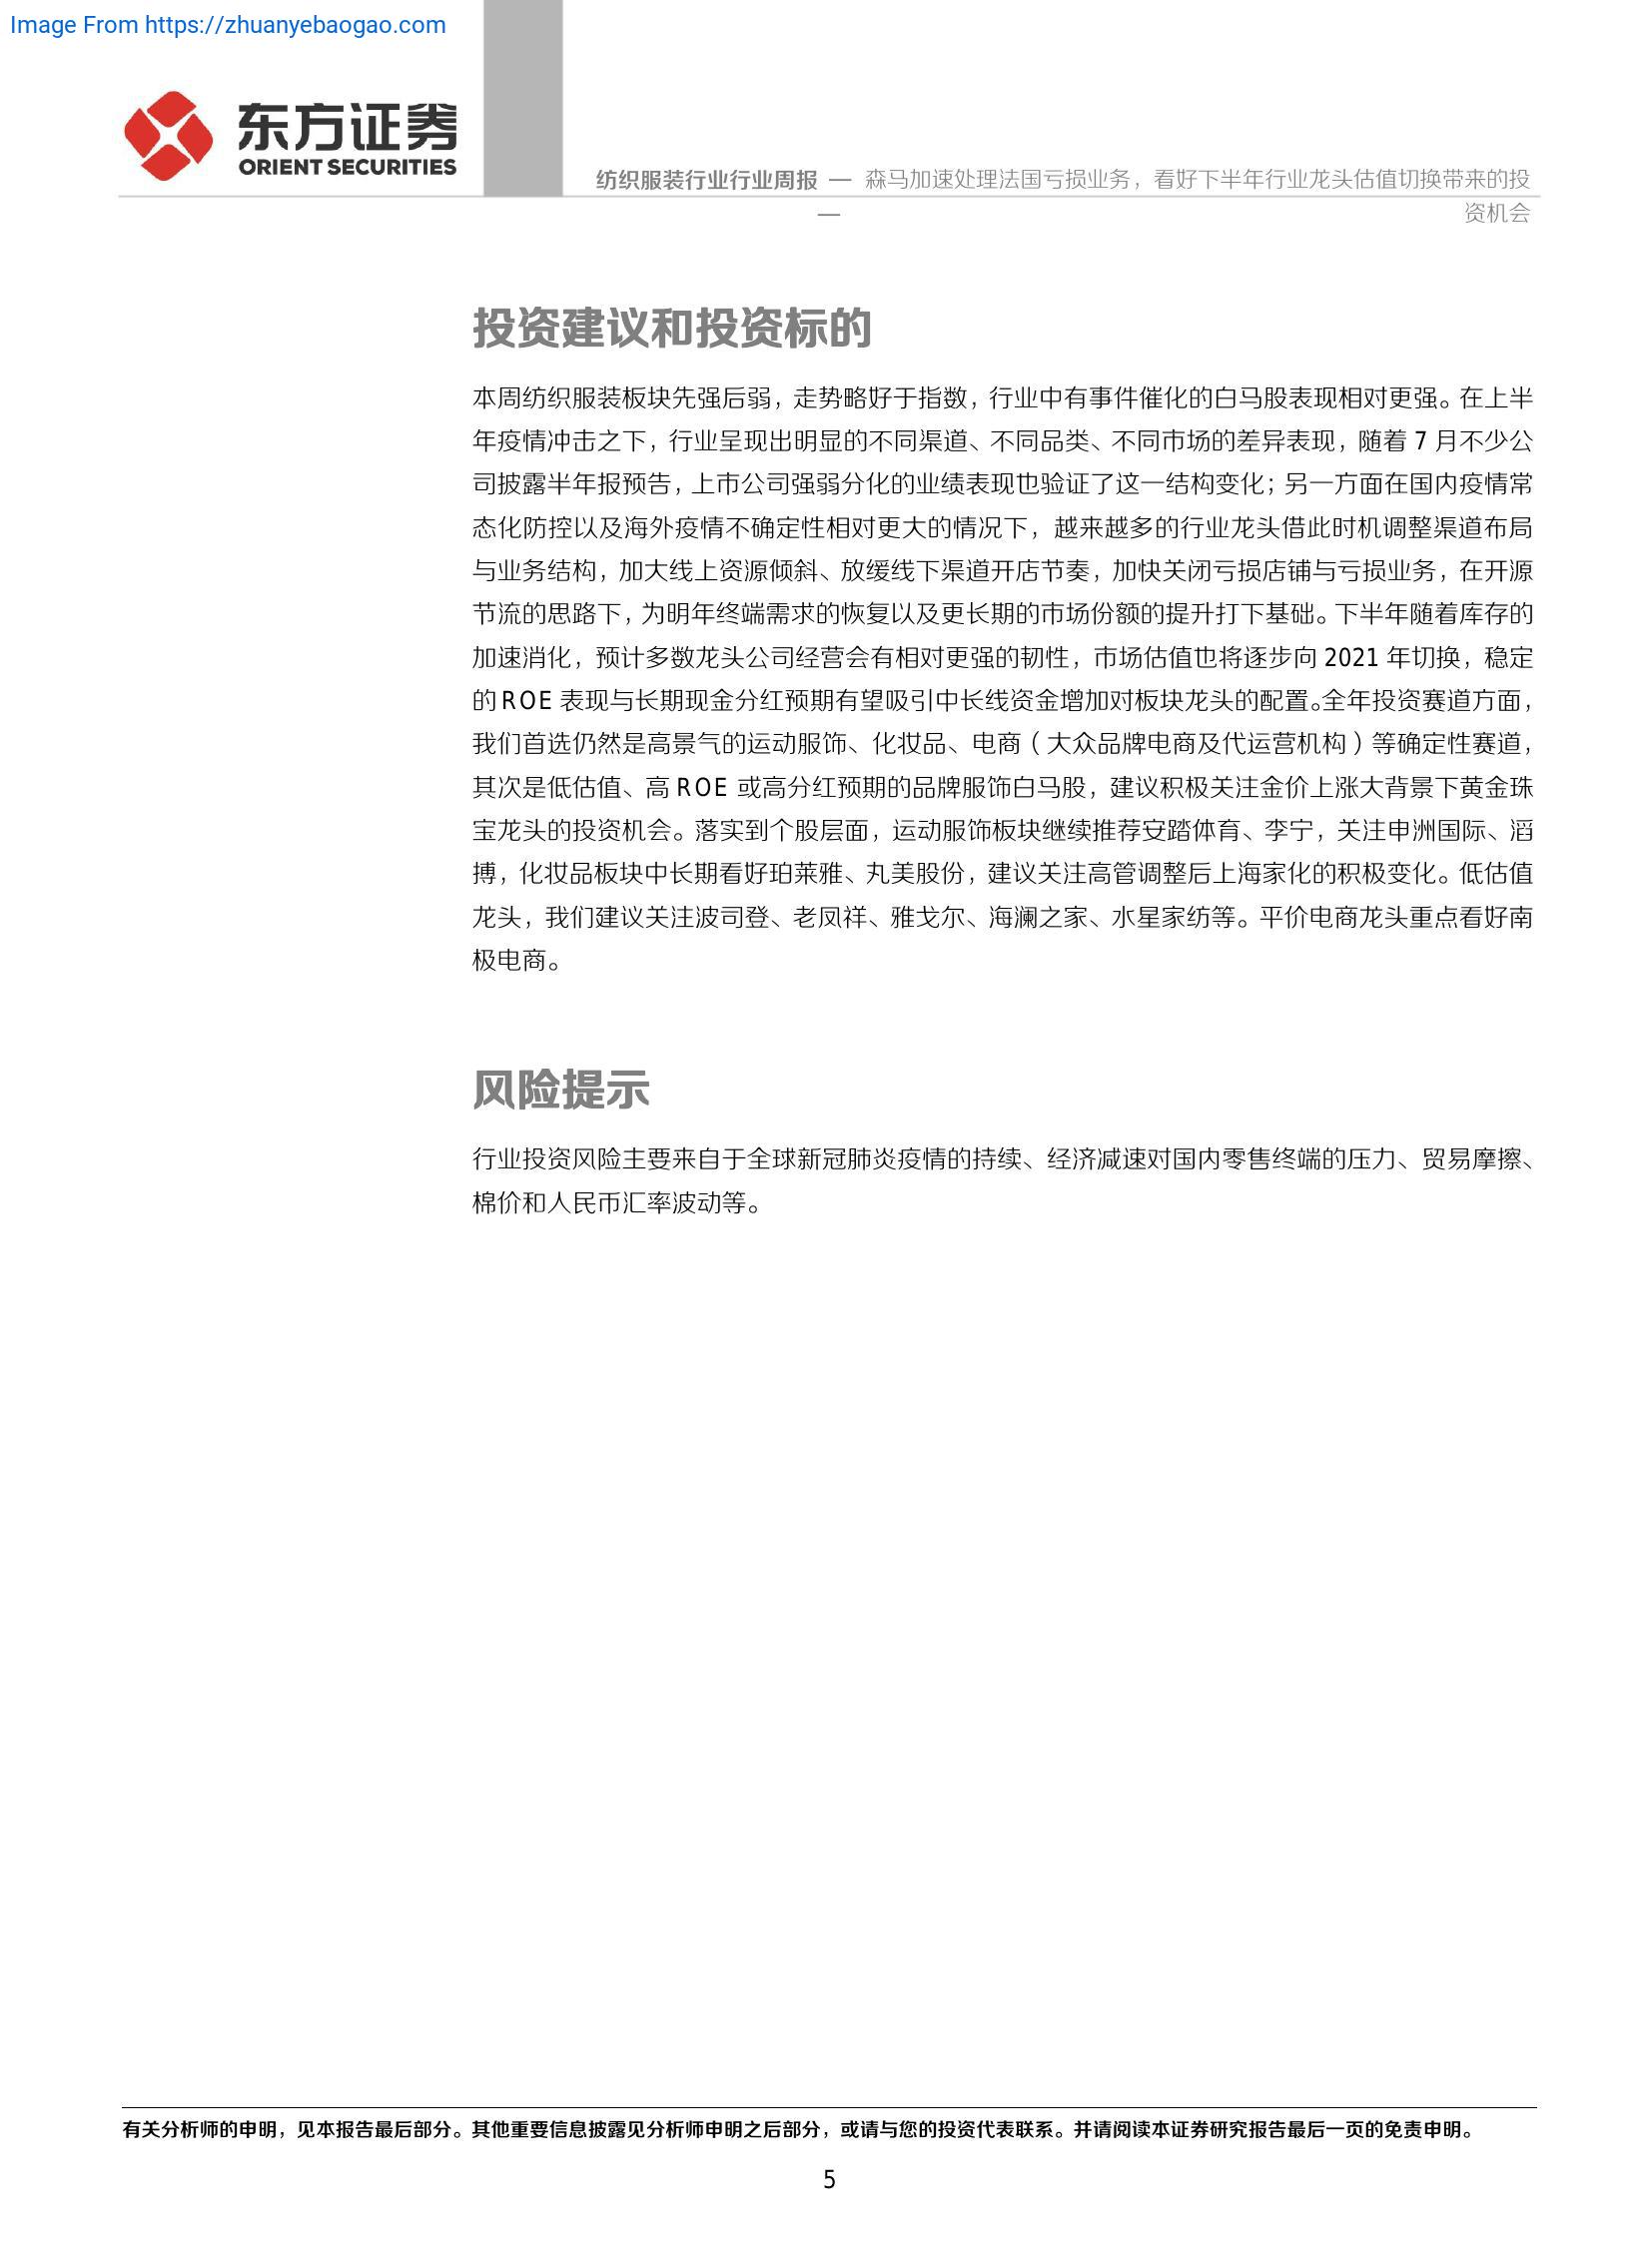 Image From https://zhuanyebaogao.com
东方证券
ORIENT SECURITIES
纺织服装行业行业周报 —— 森马加速处理法国亏损业务，看好下半年行业龙头估值切换带来的投
资机会
投资建议和投资标的
本周纺织服装板块先强后弱，走势略好于指数，行业中有事件催化的白马股表现相对更强。在上半
年疫情冲击之下，行业呈现出明显的不同渠道、不同品类、不同市场的差异表现，随着 7 月不少公
司披露半年报预告，上市公司强弱分化的业绩表现也验证了这一结构变化；另一方面在国内疫情常
态化防控以及海外疫情不确定性相对更大的情况下，越来越多的行业龙头借此时机调整渠道布局
与业务结构，加大线上资源倾斜、放缓线下渠道开店节奏，加快关闭亏损店铺与亏损业务，在开源
节流的思路下，为明年终端需求的恢复以及更长期的市场份额的提升打下基础。下半年随着库存的
加速消化，预计多数龙头公司经营会有相对更强的韧性，市场估值也将逐步向 2021 年切换，稳定
的 ROE 表现与长期现金分红预期有望吸引中长线资金增加对板块龙头的配置。全年投资赛道方面，
我们首选仍然是高景气的运动服饰、化妆品、电商（大众品牌电商及代运营机构）等确定性赛道，
其次是低估值、高 ROE 或高分红预期的品牌服饰白马股，建议积极关注金价上涨大背景下黄金珠
宝龙头的投资机会。落实到个股层面，运动服饰板块继续推荐安踏体育、李宁，关注申洲国际、滔
搏，化妆品板块中长期看好珀莱雅、丸美股份，建议关注高管调整后上海家化的积极变化。低估值
龙头，我们建议关注波司登、老凤祥、雅戈尔、海澜之家、水星家纺等。平价电商龙头重点看好南
极电商。
风险提示
行业投资风险主要来自于全球新冠肺炎疫情的持续、经济减速对国内零售终端的压力、贸易摩擦、
棉价和人民币汇率波动等。
有关分析师的申明，见本报告最后部分。其他重要信息披露见分析师申明之后部分，或请与您的投资代表联系。并请阅读本证券研究报告最后一页的免责申明。
5